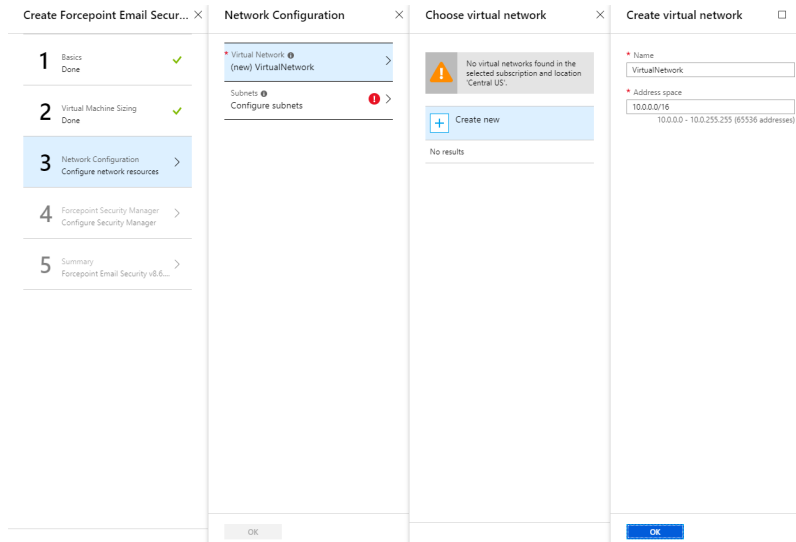 Create Forcepoint Email Secur...
1
Basics
Done
2
Virtual Machine Sizing
Done
3
Network Configuration
Configure network resources
4
Forcepoint Security Manager
Configure Security Manager
5
Summary
Forcepoint Email Security v8.6....
Network Configuration
* Virtual Network
(new) VirtualNetwork
Subnets
Configure subnets
OK
Choose virtual network
No virtual networks found in the
selected subscription and location
'Central US'.
Create new
No results
Create virtual network
* Name
VirtualNetwork
* Address space
10.0.0.0/16
10.0.0.0 - 10.0.255.255 (65536 addresses)
OK